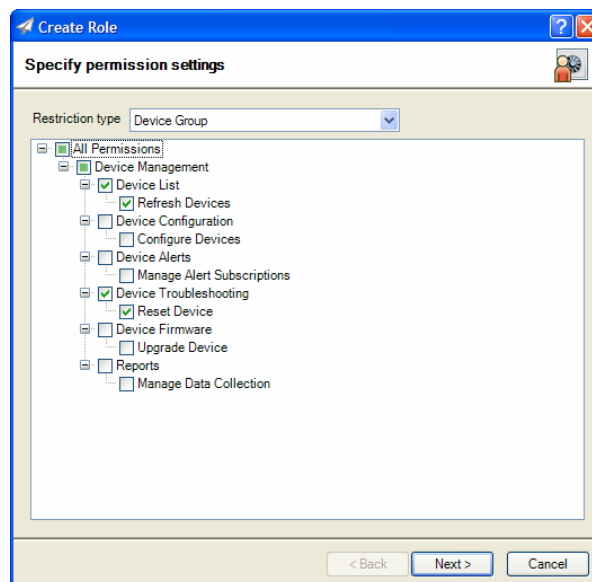 Create Role
Specify permission settings
Restriction type Device Group
All Permissions
Device Management
Device List
Refresh Devices
Device Configuration
Configure Devices
Device Alerts
Manage Alert Subscriptions
Device Troubleshooting
Reset Device
Device Firmware
Upgrade Device
Reports
Manage Data Collection
< Back Next > Cancel